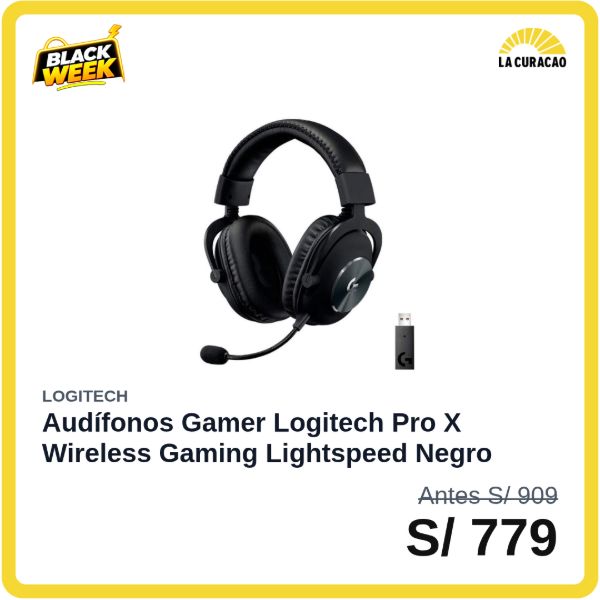 BLACK
WEEK
LA CURACAO
LOGITECH
Audífonos Gamer Logitech Pro X
Wireless Gaming Lightspeed Negro
Antes S/ 909
S/ 779